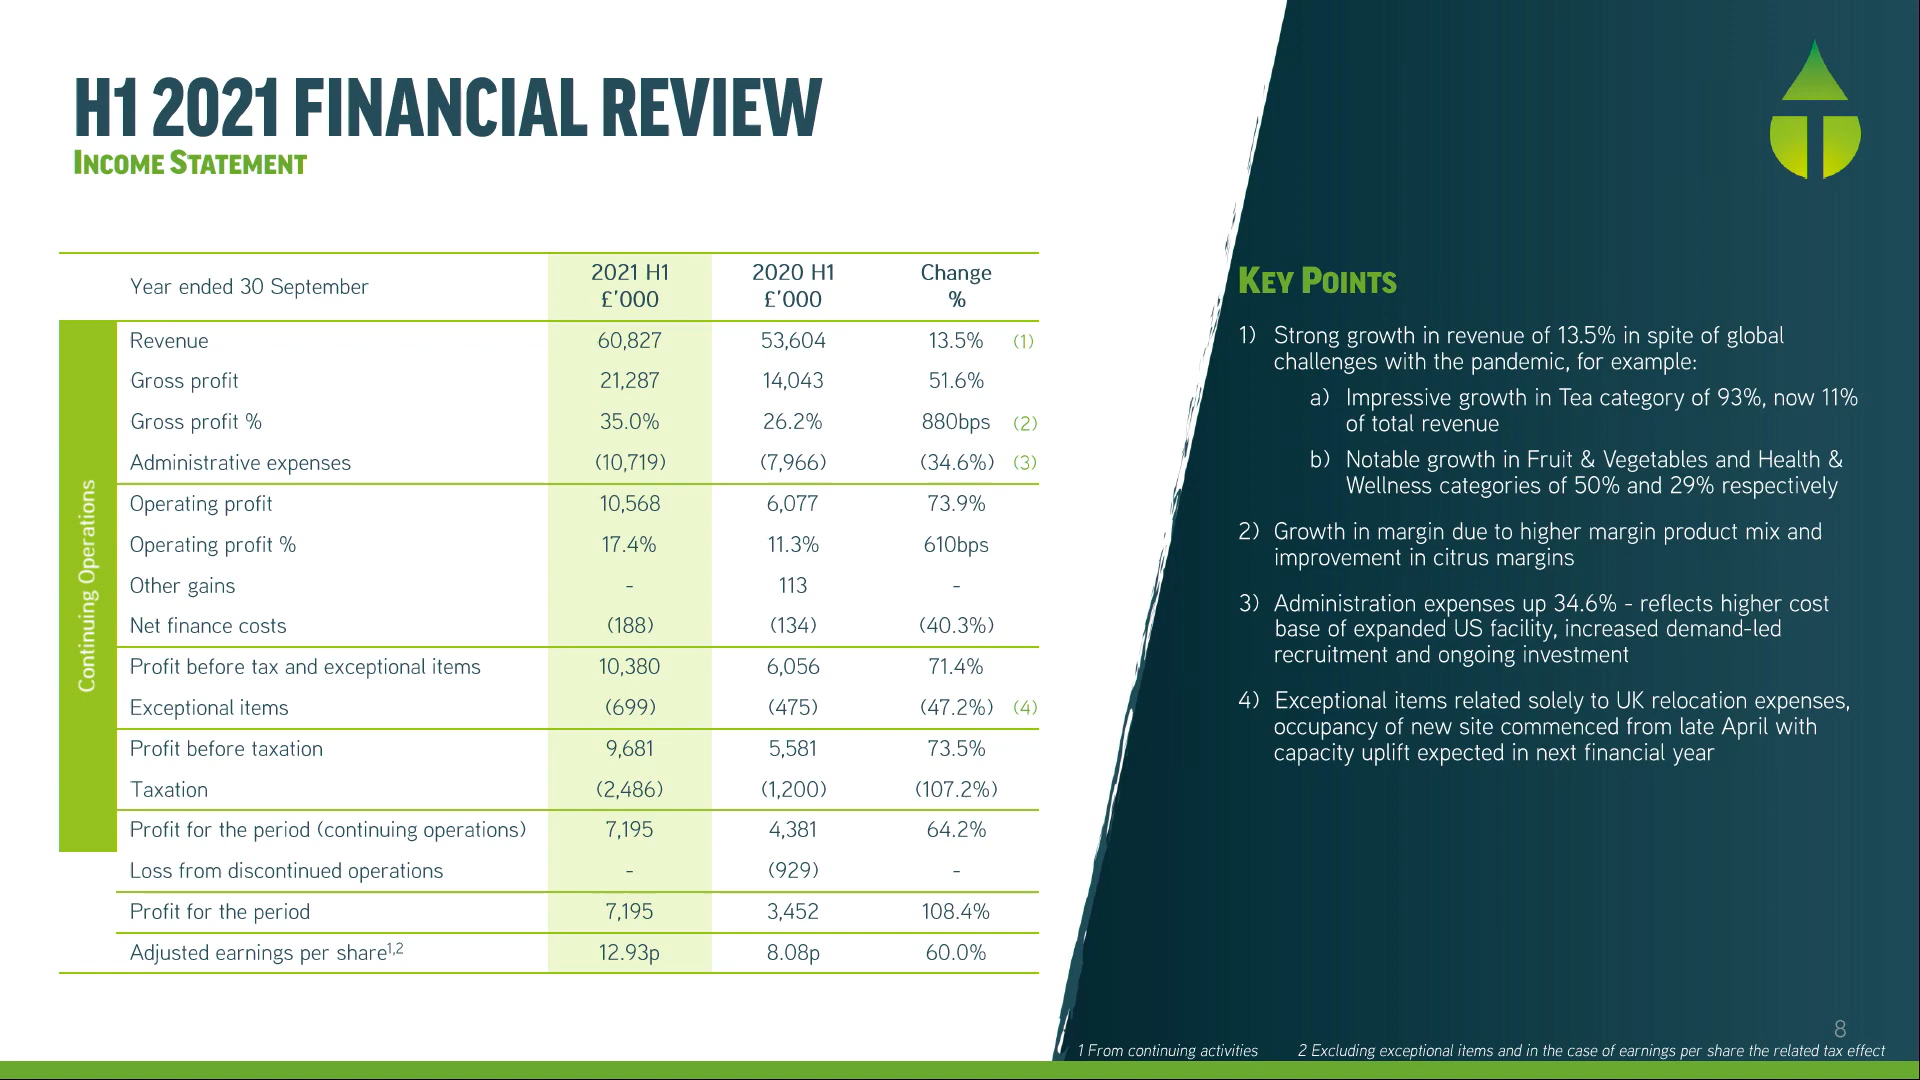 H1 2021 FINANCIAL REVIEW
INCOME STATEMENT
Year ended 30 September 2021 H1 £'000 2020 H1 £'000 Change %
Continuing Operations
Revenue 60,827 53,604 13.5% (1)
Gross profit 21,287 14,043 51.6%
Gross profit % 35.0% 26.2% 880bps (2)
Administrative expenses (10,719) (7,966) (34.6%) (3)
Operating profit 10,568 6,077 73.9%
Operating profit % 17.4% 11.3% 610bps
Other gains - 113 -
Net finance costs (188) (134) (40.3%)
Profit before tax and exceptional items 10,380 6,056 71.4%
Exceptional items (699) (475) (47.2%) (4)
Profit before taxation 9,681 5,581 73.5%
Taxation (2,486) (1,200) (107.2%)
Profit for the period (continuing operations) 7,195 4,381 64.2%
Loss from discontinued operations - (929) -
Profit for the period 7,195 3,452 108.4%
Adjusted earnings per share1,2 12.93p 8.08p 60.0%
KEY POINTS
1) Strong growth in revenue of 13.5% in spite of global
challenges with the pandemic, for example:
a) Impressive growth in Tea category of 93%, now 11%
of total revenue
b) Notable growth in Fruit & Vegetables and Health &
Wellness categories of 50% and 29% respectively
2) Growth in margin due to higher margin product mix and
improvement in citrus margins
3) Administration expenses up 34.6% - reflects higher cost
base of expanded US facility, increased demand-led
recruitment and ongoing investment
4) Exceptional items related solely to UK relocation expenses,
occupancy of new site commenced from late April with
capacity uplift expected in next financial year
8
1 From continuing activities 2 Excluding exceptional items and in the case of earnings per share the related tax effect